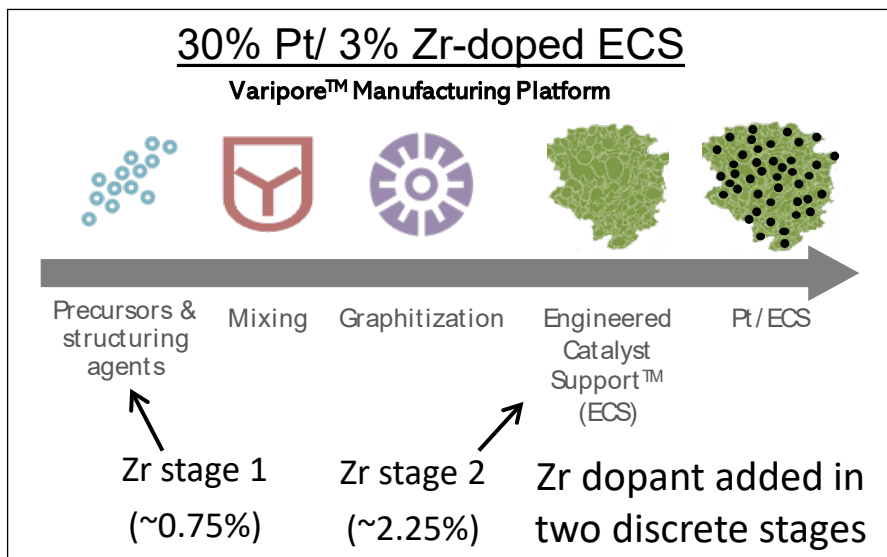 30% Pt/ 3% Zr-doped ECS
Varipore™ Manufacturing Platform
Precursors &
structuring
agents
Mixing
Graphitization
Engineered
Catalyst
Support™
(ECS)
Pt/ECS
Zr stage 1
(~0.75%)
Zr stage 2
(~2.25%)
Zr dopant added in
two discrete stages